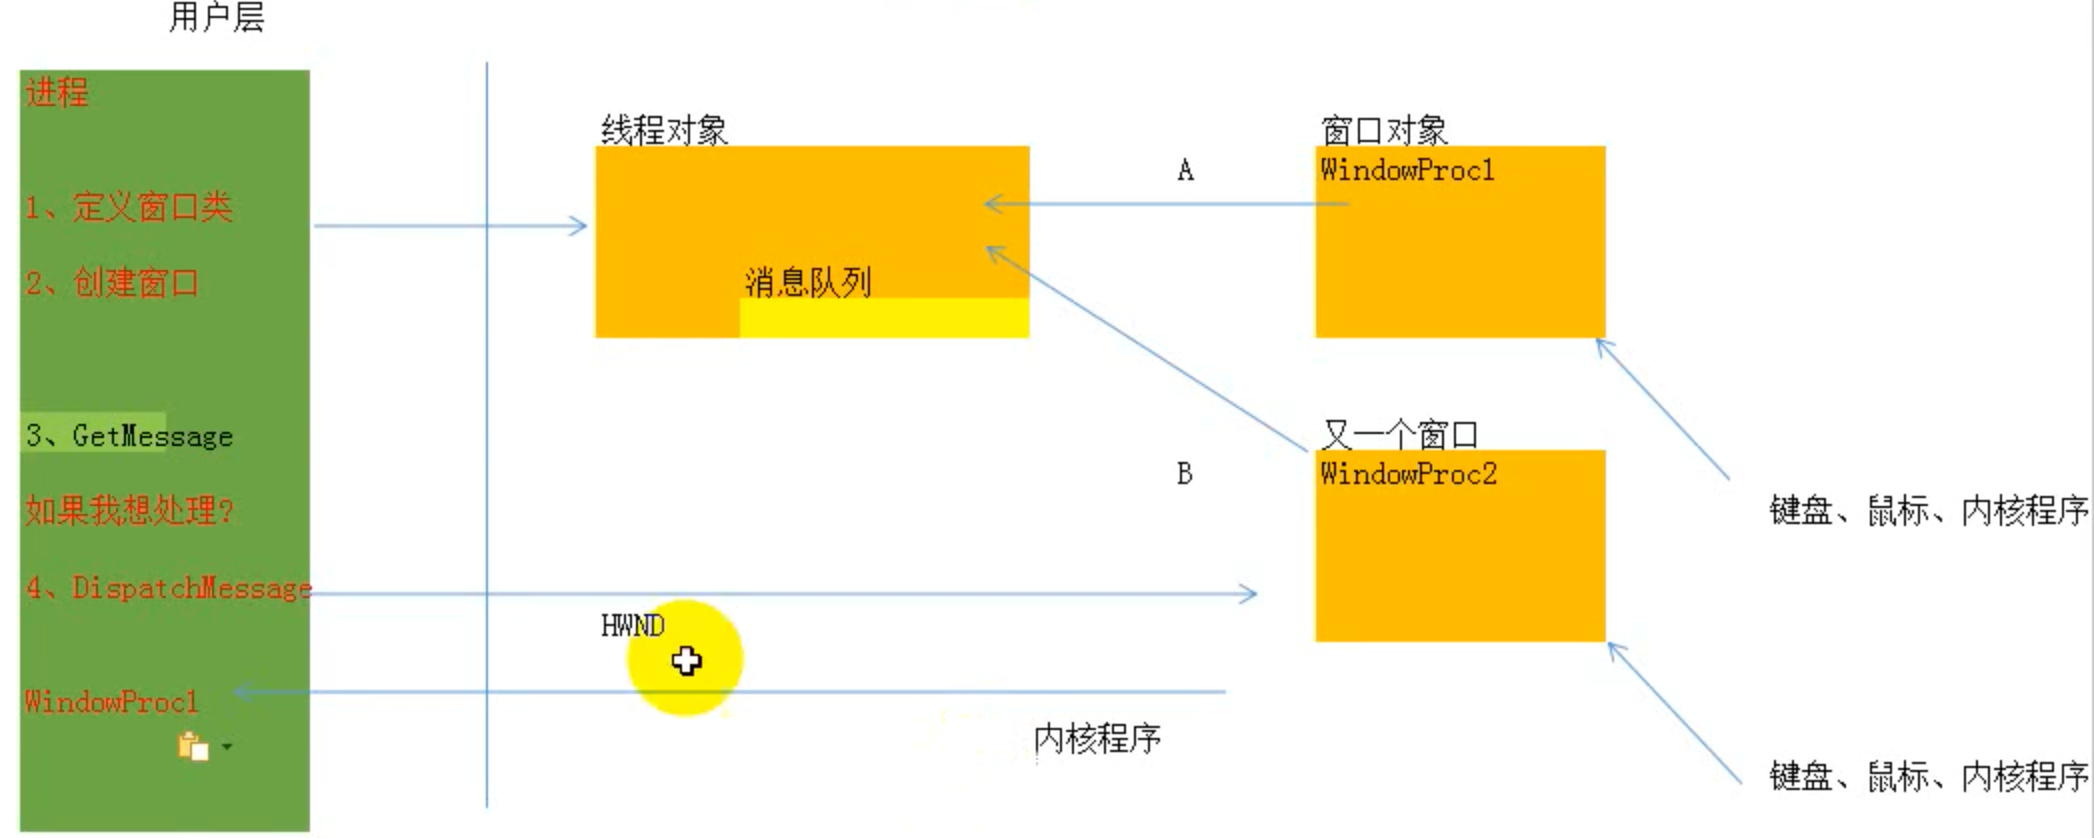 用户层
进程
1、定义窗口类
2、创建窗口
3、GetMessage
如果我想处理?
4、DispatchMessage
WindowProc1
线程对象
消息队列
A
窗口对象
WindowProc1
B
又一个窗口
WindowProc2
键盘、鼠标、内核程序
HWND
内核程序
键盘、鼠标、内核程序